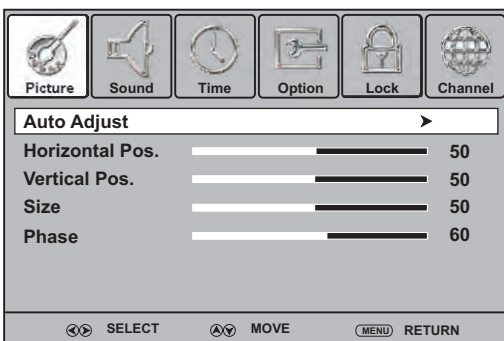 Picture Sound Time Option Lock Channel
Auto Adjust
Horizontal Pos. 50
Vertical Pos. 50
Size 50
Phase 60
SELECT MOVE MENU RETURN